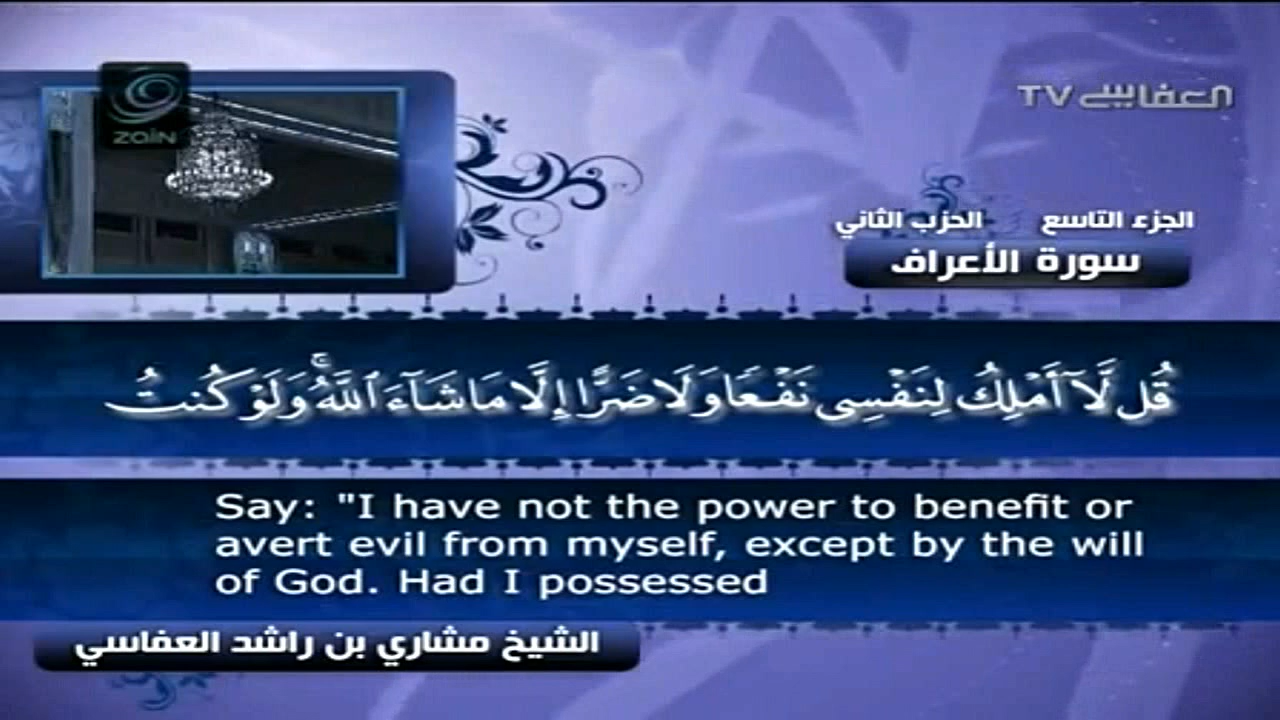 zain
العفاسي TV
الجزء التاسع الحزب الثاني
سورة الأعراف
قُل لَّآ أَمْلِكُ لِنَفْسِى نَفْعًا وَلَا ضَرًّا إِلَّا مَا شَآءَ ٱللَّهُ ۚ وَلَوْ كُنتُ
Say: "I have not the power to benefit or
avert evil from myself, except by the will
of God. Had I possessed
الشيخ مشاري بن راشد العفاسي